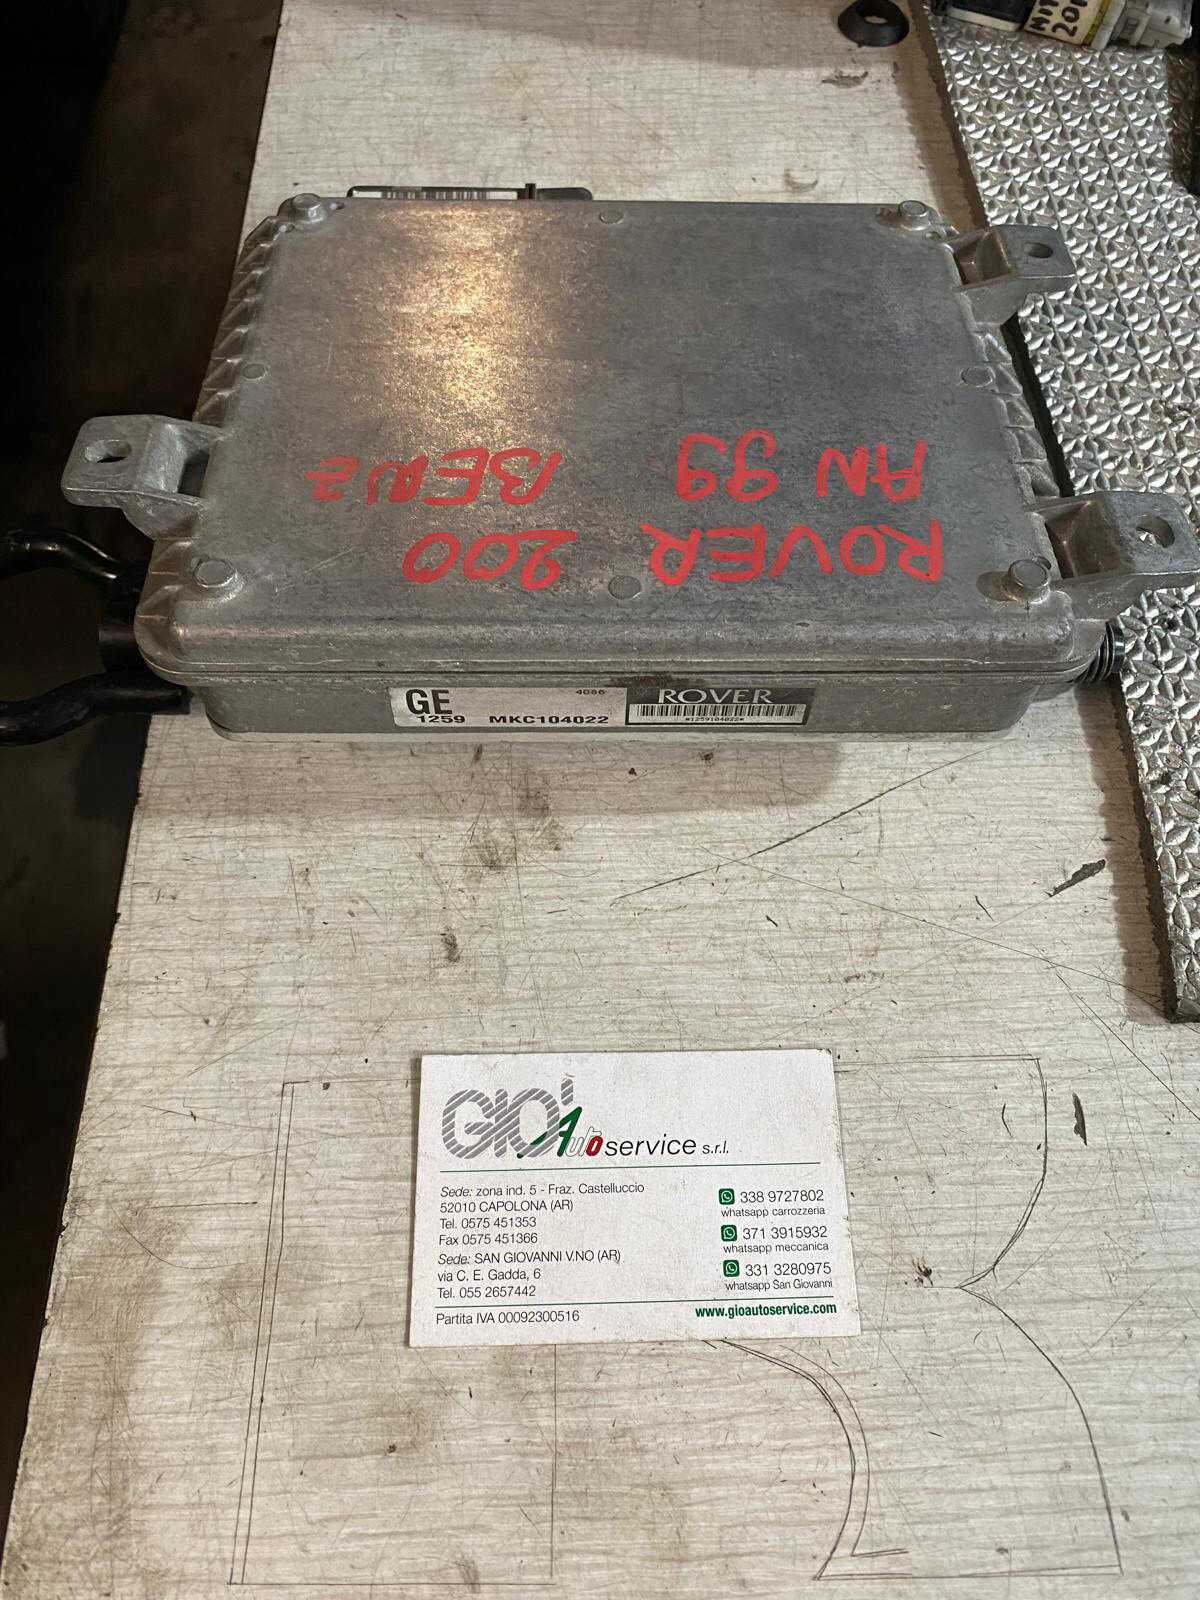 ROVER 200
AN 99 BENZ
GE 4086
1259 MKC104022
ROVER
*1259104022*
GIO' Autoservice s.r.l.
Sede: zona ind. 5 - Fraz. Castelluccio
52010 CAPOLONA (AR)
Tel. 0575 451353
Fax 0575 451366
Sede: SAN GIOVANNI V.NO (AR)
via C. E. Gadda, 6
Tel. 055 2657442
338 9727802
whatsapp carrozzeria
371 3915932
whatsapp meccanica
331 3280975
whatsapp San Giovanni
Partita IVA 00092300516
www.gioautoservice.com